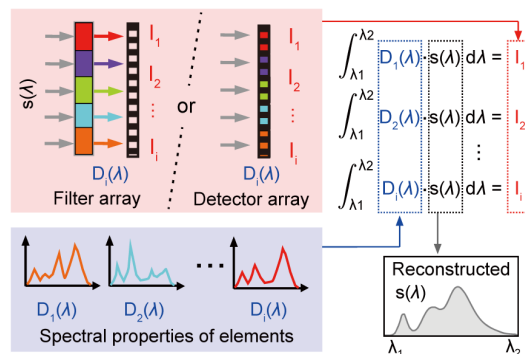 s(λ)
I₁
I₂
⋮
Iᵢ
Dᵢ(λ)
Filter array
or
I₁
I₂
⋮
Iᵢ
Dᵢ(λ)
Detector array
∫λ1^λ2 D₁(λ)·s(λ) dλ = I₁
∫λ1^λ2 D₂(λ)·s(λ) dλ = I₂
⋮ ⋮
∫λ1^λ2 Dᵢ(λ)·s(λ) dλ = Iᵢ
D₁(λ) D₂(λ) ••• Dᵢ(λ)
Spectral properties of elements
Reconstructed
s(λ)
λ₁ λ₂